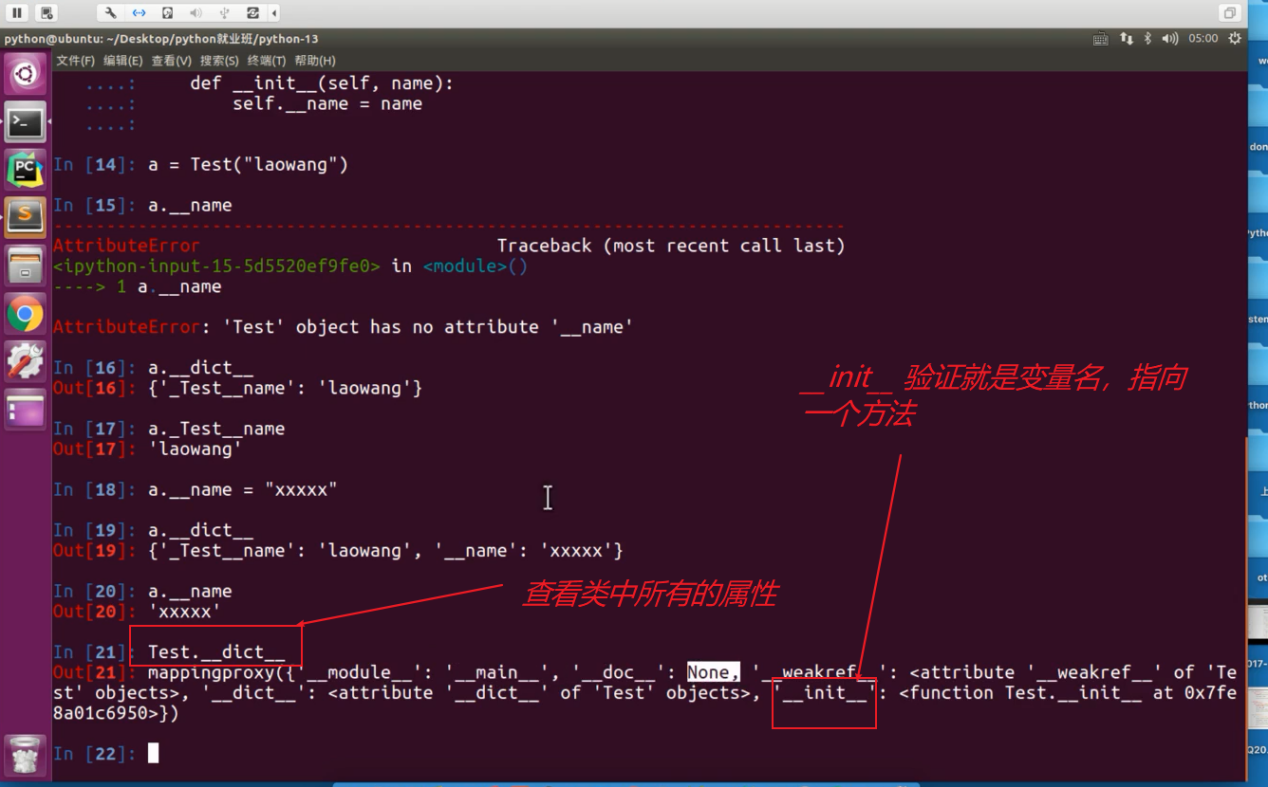 python@ubuntu: ~/Desktop/python就业班/python-13
05:00
文件(F) 编辑(E) 查看(V) 搜索(S) 终端(T) 帮助(H)
....:     def __init__(self, name):
....:         self.__name = name
....:
In [14]: a = Test("laowang")
In [15]: a.__name
---------------------------------------------------------------------------
AttributeError                            Traceback (most recent call last)
<ipython-input-15-5d5520ef9fe0> in <module>()
----> 1 a.__name
AttributeError: 'Test' object has no attribute '__name'
In [16]: a.__dict__
Out[16]: {'_Test__name': 'laowang'}
__init__ 验证就是变量名，指向
一个方法
In [17]: a._Test__name
Out[17]: 'laowang'
In [18]: a.__name = "xxxxx"
In [19]: a.__dict__
Out[19]: {'_Test__name': 'laowang', '__name': 'xxxxx'}
In [20]: a.__name
Out[20]: 'xxxxx'
查看类中所有的属性
In [21]: Test.__dict__
Out[21]: mappingproxy({'__module__': '__main__', '__doc__': None, '__weakref__': <attribute '__weakref__' of 'Te
st' objects>, '__dict__': <attribute '__dict__' of 'Test' objects>, '__init__': <function Test.__init__ at 0x7fe
8a01c6950>})
In [22]: